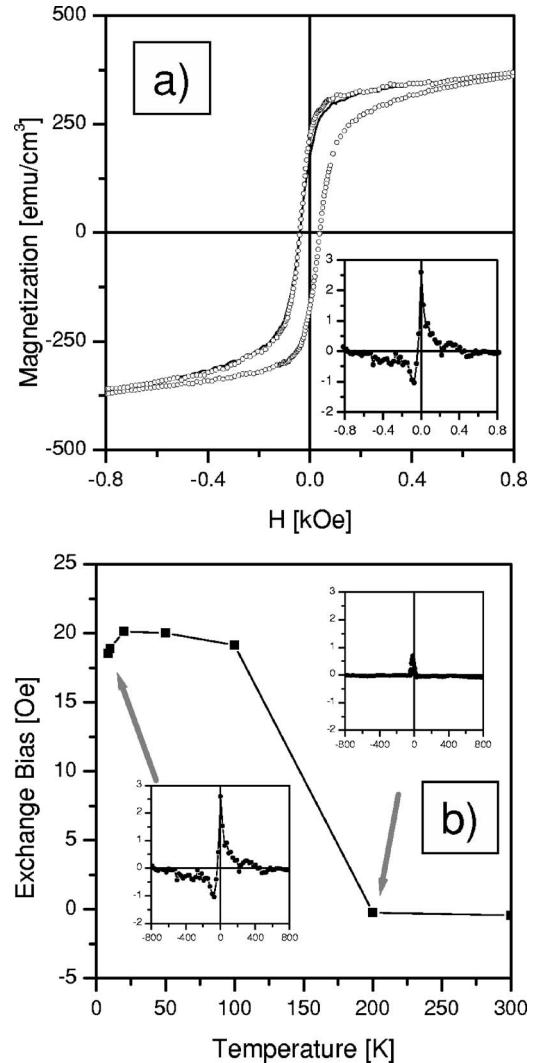 500
a)
250
0
-250
-500
Magnetization [emu/cm³]
3
2
1
0
-1
-2
-0.8 -0.4 0.0 0.4 0.8
-0.8 -0.4 0.0 0.4 0.8
H [kOe]
25
20
15
10
5
0
-5
Exchange Bias [Oe]
3
2
1
0
-1
-2
-800 -400 0 400 800
b)
3
2
1
0
-1
-2
-800 -400 0 400 800
0 50 100 150 200 250 300
Temperature [K]